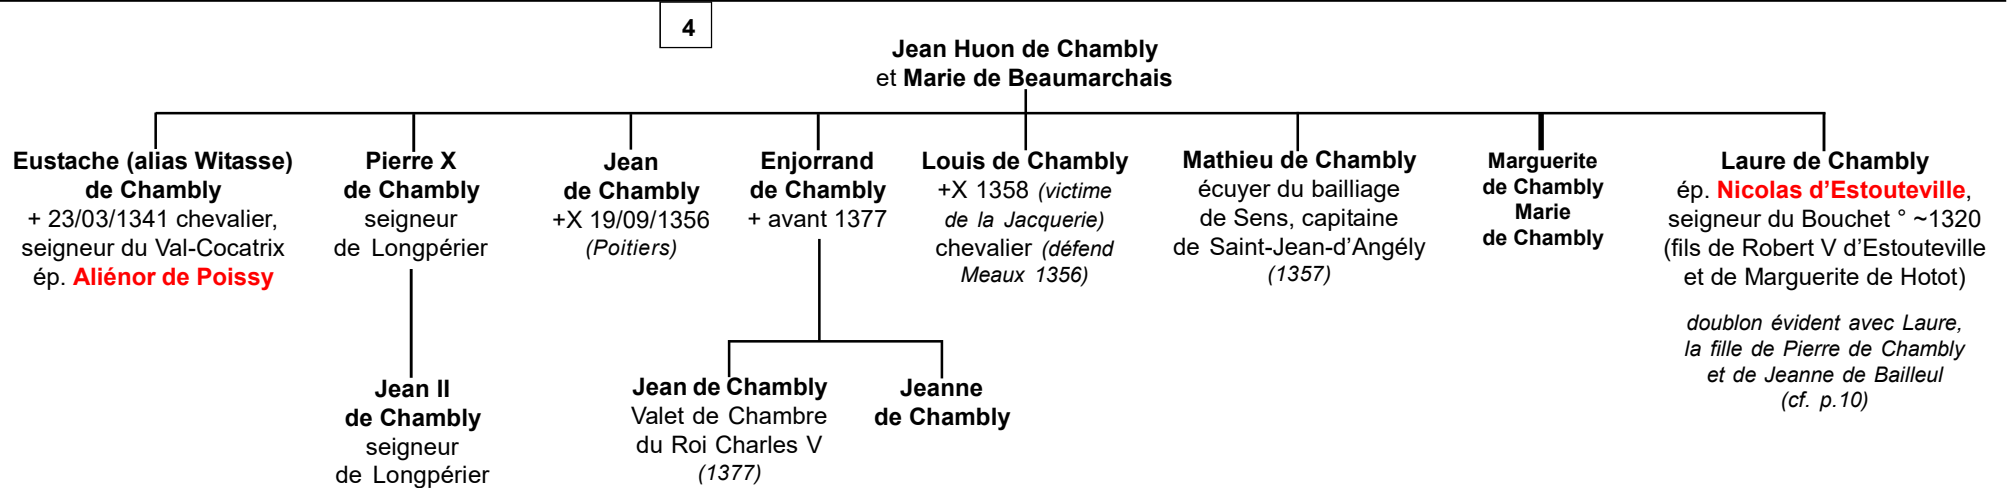 4
Jean Huon de Chambly
et Marie de Beaumarchais
Eustache (alias Witasse)
de Chambly
+ 23/03/1341 chevalier,
seigneur du Val-Cocatrix
ép. Aliénor de Poissy
Pierre X
de Chambly
seigneur
de Longpérier
Jean
de Chambly
+X 19/09/1356
(Poitiers)
Enjorrand
de Chambly
+ avant 1377
Louis de Chambly
+X 1358 (victime
de la Jacquerie)
chevalier (défend
Meaux 1356)
Mathieu de Chambly
écuyer du bailliage
de Sens, capitaine
de Saint-Jean-d’Angély
(1357)
Marguerite
de Chambly
Marie
de Chambly
Laure de Chambly
ép. Nicolas d’Estouteville,
seigneur du Bouchet ° ~1320
(fils de Robert V d’Estouteville
et de Marguerite de Hotot)
doublon évident avec Laure,
la fille de Pierre de Chambly
et de Jeanne de Bailleul
(cf. p.10)
Jean II
de Chambly
seigneur
de Longpérier
Jean de Chambly
Valet de Chambre
du Roi Charles V
(1377)
Jeanne
de Chambly